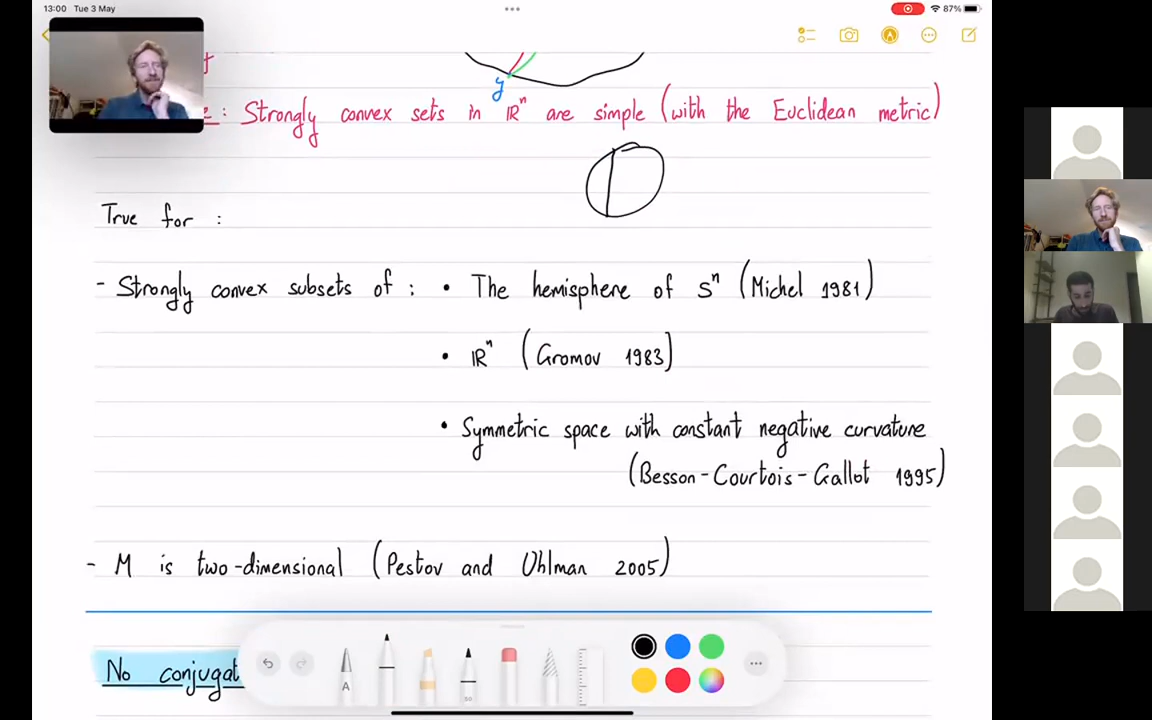 13:00 Tue 3 May
87%
y
: Strongly convex sets in ℝⁿ are simple (with the Euclidean metric)
True for :
- Strongly convex subsets of : • The hemisphere of Sⁿ (Michel 1981)
• ℝⁿ (Gromov 1983)
• Symmetric space with constant negative curvature
(Besson-Courtois-Gallot 1995)
- M is two-dimensional (Pestov and Uhlman 2005)
No conjugat
A
50